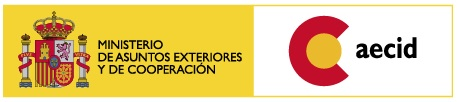 MINISTERIO
DE ASUNTOS EXTERIORES
Y DE COOPERACIÓN
aecid